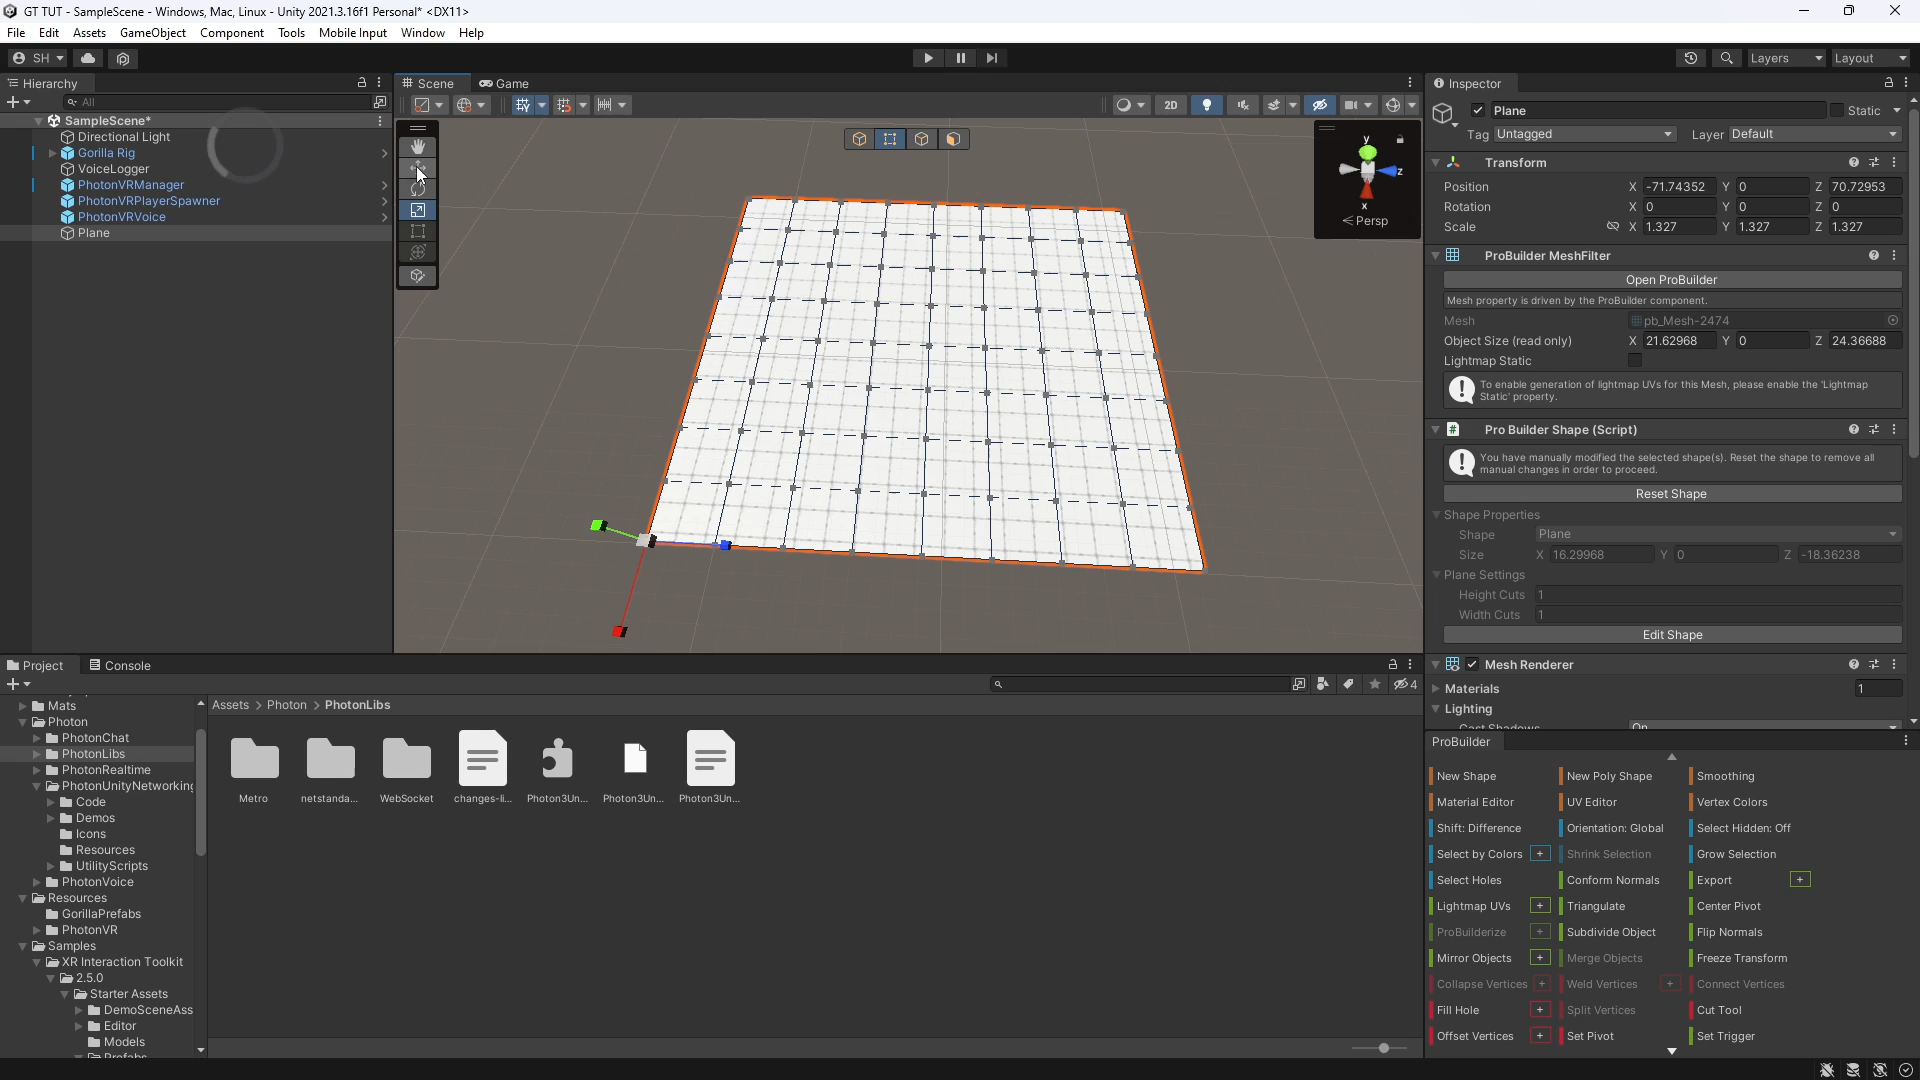 GT TUT - SampleScene - Windows, Mac, Linux - Unity 2021.3.16f1 Personal* <DX11>
File Edit Assets GameObject Component Tools Mobile Input Window Help
SH Layers Layout
Hierarchy
All
SampleScene*
Directional Light
Gorilla Rig
VoiceLogger
PhotonVRManager
PhotonVRPlayerSpawner
PhotonVRVoice
Plane
Scene Game
2D
y
z
x
Persp
Inspector
Plane Static
Tag Untagged Layer Default
Transform
Position X -71.74352 Y 0 Z 70.72953
Rotation X 0 Y 0 Z 0
Scale X 1.327 Y 1.327 Z 1.327
ProBuilder MeshFilter
Open ProBuilder
Mesh property is driven by the ProBuilder component.
Mesh pb_Mesh-2474
Object Size (read only) X 21.62968 Y 0 Z 24.36688
Lightmap Static
To enable generation of lightmap UVs for this Mesh, please enable the 'Lightmap
Static' property.
Pro Builder Shape (Script)
You have manually modified the selected shape(s). Reset the shape to remove all
manual changes in order to proceed.
Reset Shape
Shape Properties
Shape Plane
Size X 16.29968 Y 0 Z -18.36238
Plane Settings
Height Cuts 1
Width Cuts 1
Edit Shape
Mesh Renderer
Materials 1
Lighting
Cast Shadows On
Project Console
4
Mats
Photon
PhotonChat
PhotonLibs
PhotonRealtime
PhotonUnityNetworking
Code
Demos
Icons
Resources
UtilityScripts
PhotonVoice
Resources
GorillaPrefabs
PhotonVR
Samples
XR Interaction Toolkit
2.5.0
Starter Assets
DemoSceneAss
Editor
Models
Prefabs
Assets > Photon > PhotonLibs
Metro netstanda... WebSocket changes-li... Photon3Un... Photon3Un... Photon3Un...
ProBuilder
New Shape New Poly Shape Smoothing
Material Editor UV Editor Vertex Colors
Shift: Difference Orientation: Global Select Hidden: Off
Select by Colors + Shrink Selection Grow Selection
Select Holes Conform Normals Export +
Lightmap UVs + Triangulate Center Pivot
ProBuilderize + Subdivide Object Flip Normals
Mirror Objects + Merge Objects Freeze Transform
Collapse Vertices + Weld Vertices + Connect Vertices
Fill Hole + Split Vertices Cut Tool
Offset Vertices + Set Pivot Set Trigger